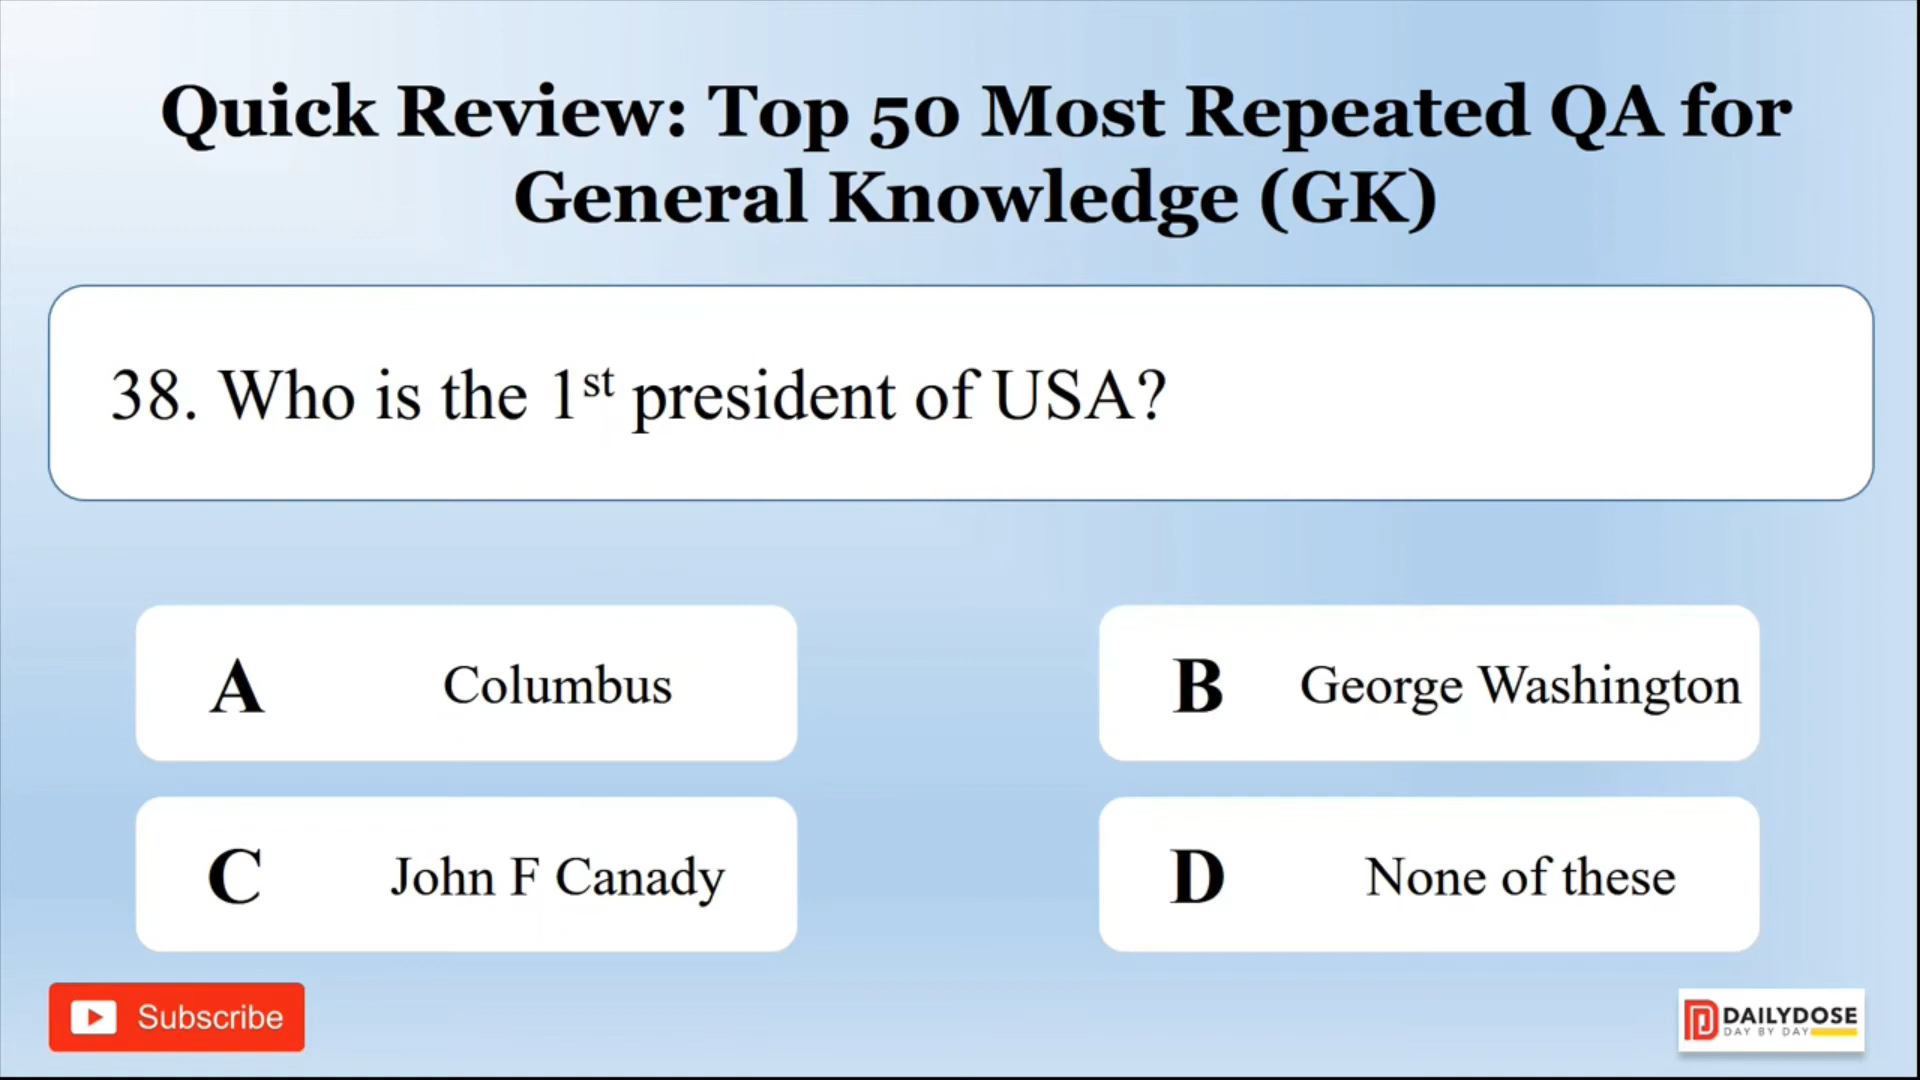 Quick Review: Top 50 Most Repeated QA for
General Knowledge (GK)
38. Who is the 1st president of USA?
A Columbus
B George Washington
C John F Canady
D None of these
Subscribe
DAILYDOSE
DAY BY DAY